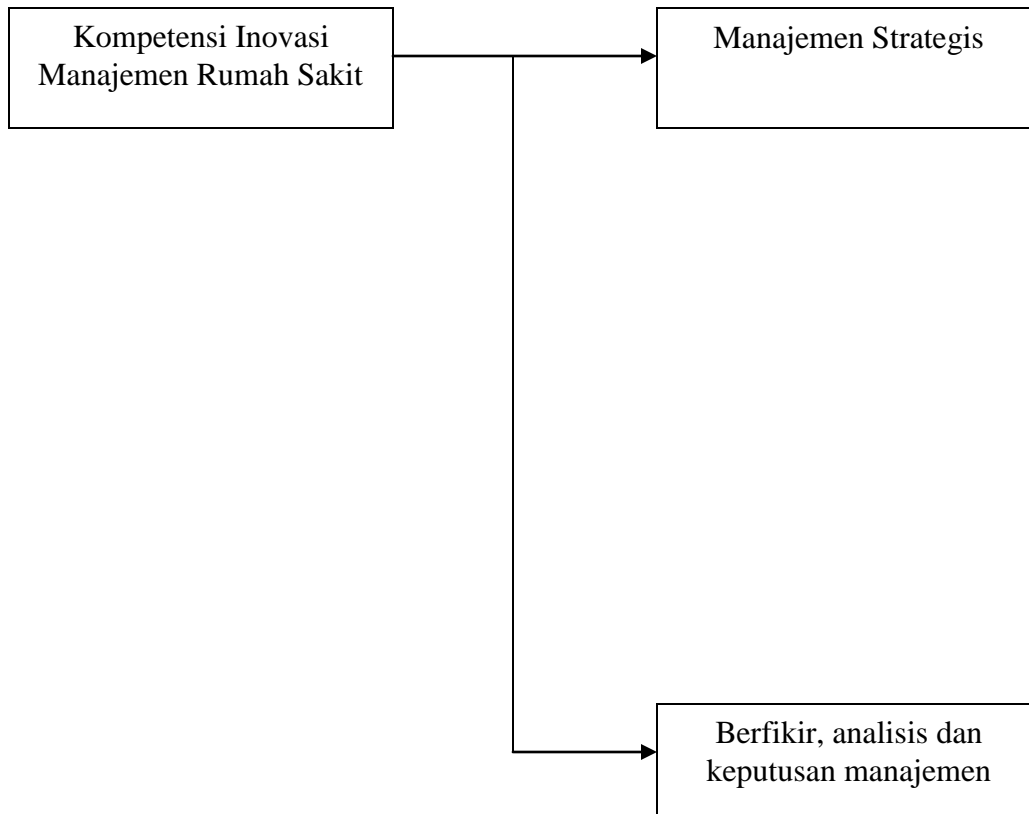 Kompetensi Inovasi
Manajemen Rumah Sakit
Manajemen Strategis
Berfikir, analisis dan
keputusan manajemen